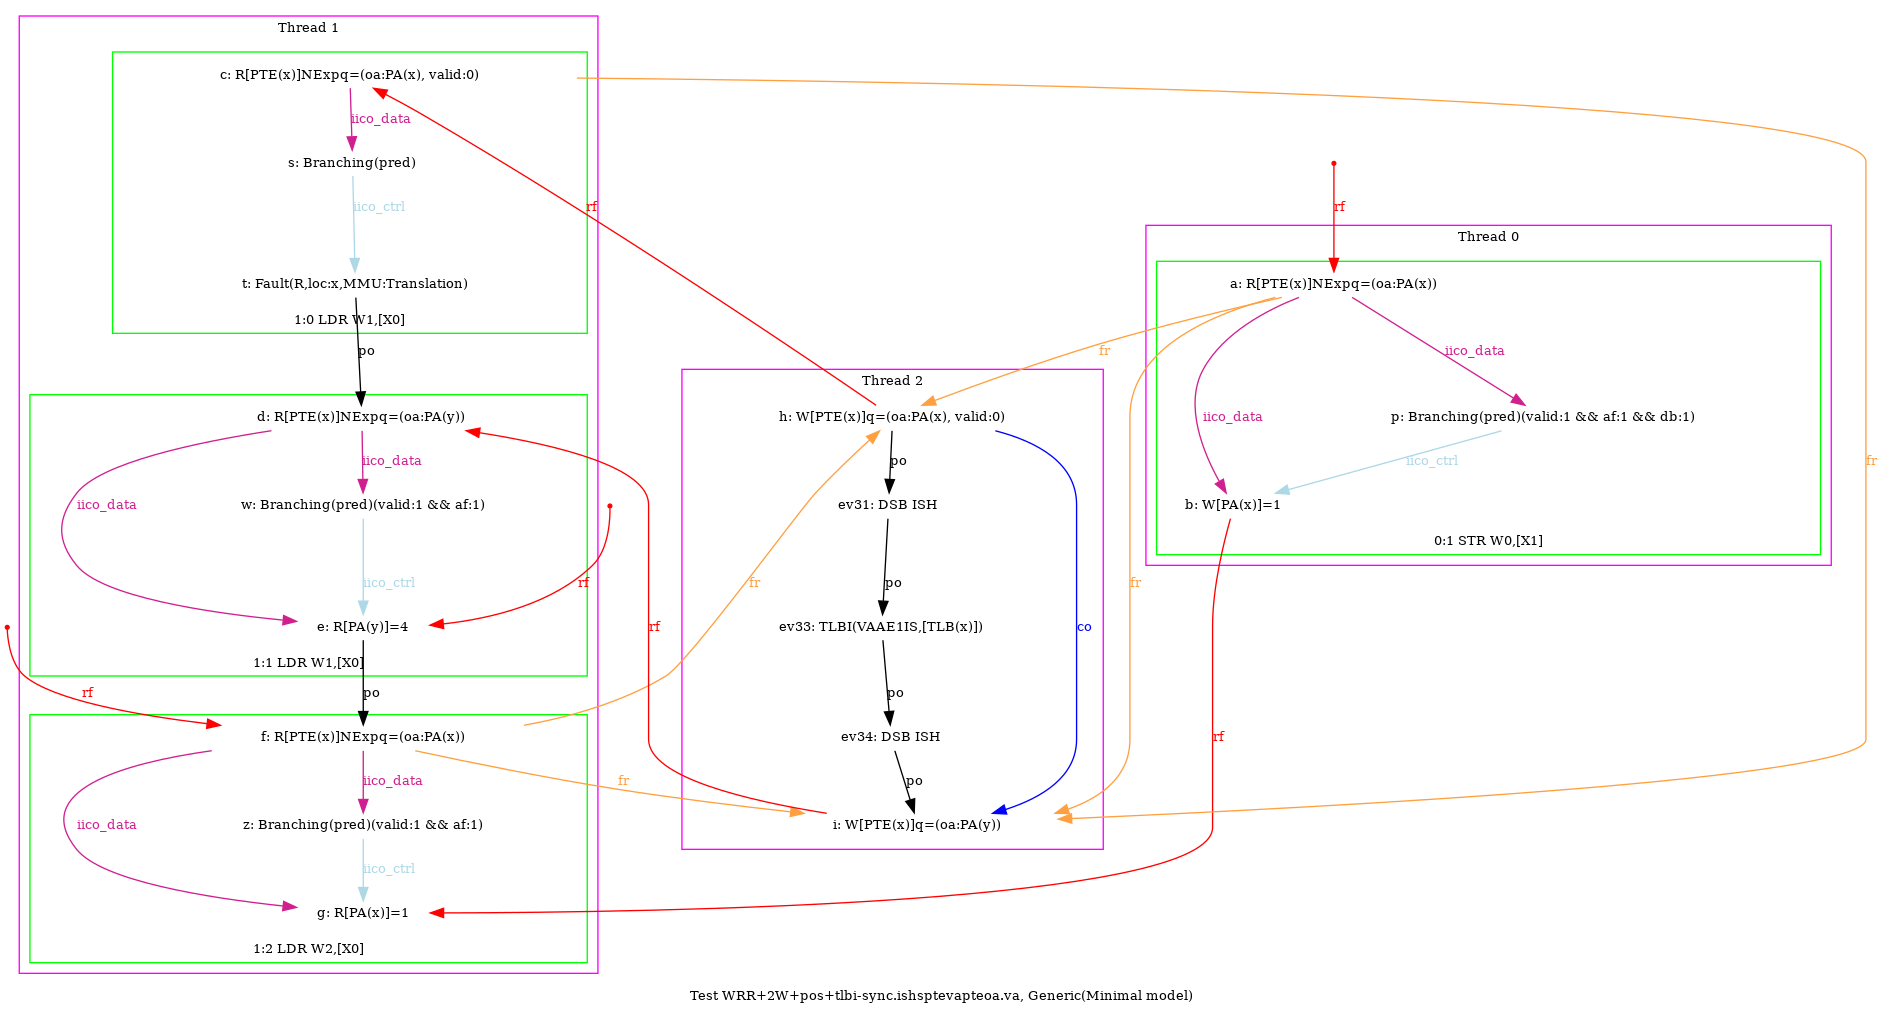 Thread 1
c: R[PTE(x)]NExpq=(oa:PA(x), valid:0)
iico_data
s: Branching(pred)
iico_ctrl
t: Fault(R,loc:x,MMU:Translation)
1:0 LDR W1,[X0]
po
d: R[PTE(x)]NExpq=(oa:PA(y))
iico_data
iico_data
w: Branching(pred)(valid:1 && af:1)
iico_ctrl
e: R[PA(y)]=4
1:1 LDR W1,[X0]
po
rf
rf
f: R[PTE(x)]NExpq=(oa:PA(x))
iico_data
iico_data
z: Branching(pred)(valid:1 && af:1)
iico_ctrl
g: R[PA(x)]=1
1:2 LDR W2,[X0]
rf
rf
fr
fr
Thread 2
h: W[PTE(x)]q=(oa:PA(x), valid:0)
po
ev31: DSB ISH
po
ev33: TLBI(VAAE1IS,[TLB(x)])
po
ev34: DSB ISH
po
i: W[PTE(x)]q=(oa:PA(y))
co
fr
fr
rf
Thread 0
a: R[PTE(x)]NExpq=(oa:PA(x))
iico_data
iico_data
p: Branching(pred)(valid:1 && af:1 && db:1)
iico_ctrl
b: W[PA(x)]=1
0:1 STR W0,[X1]
rf
fr
Test WRR+2W+pos+tlbi-sync.ishsptevapteoa.va, Generic(Minimal model)